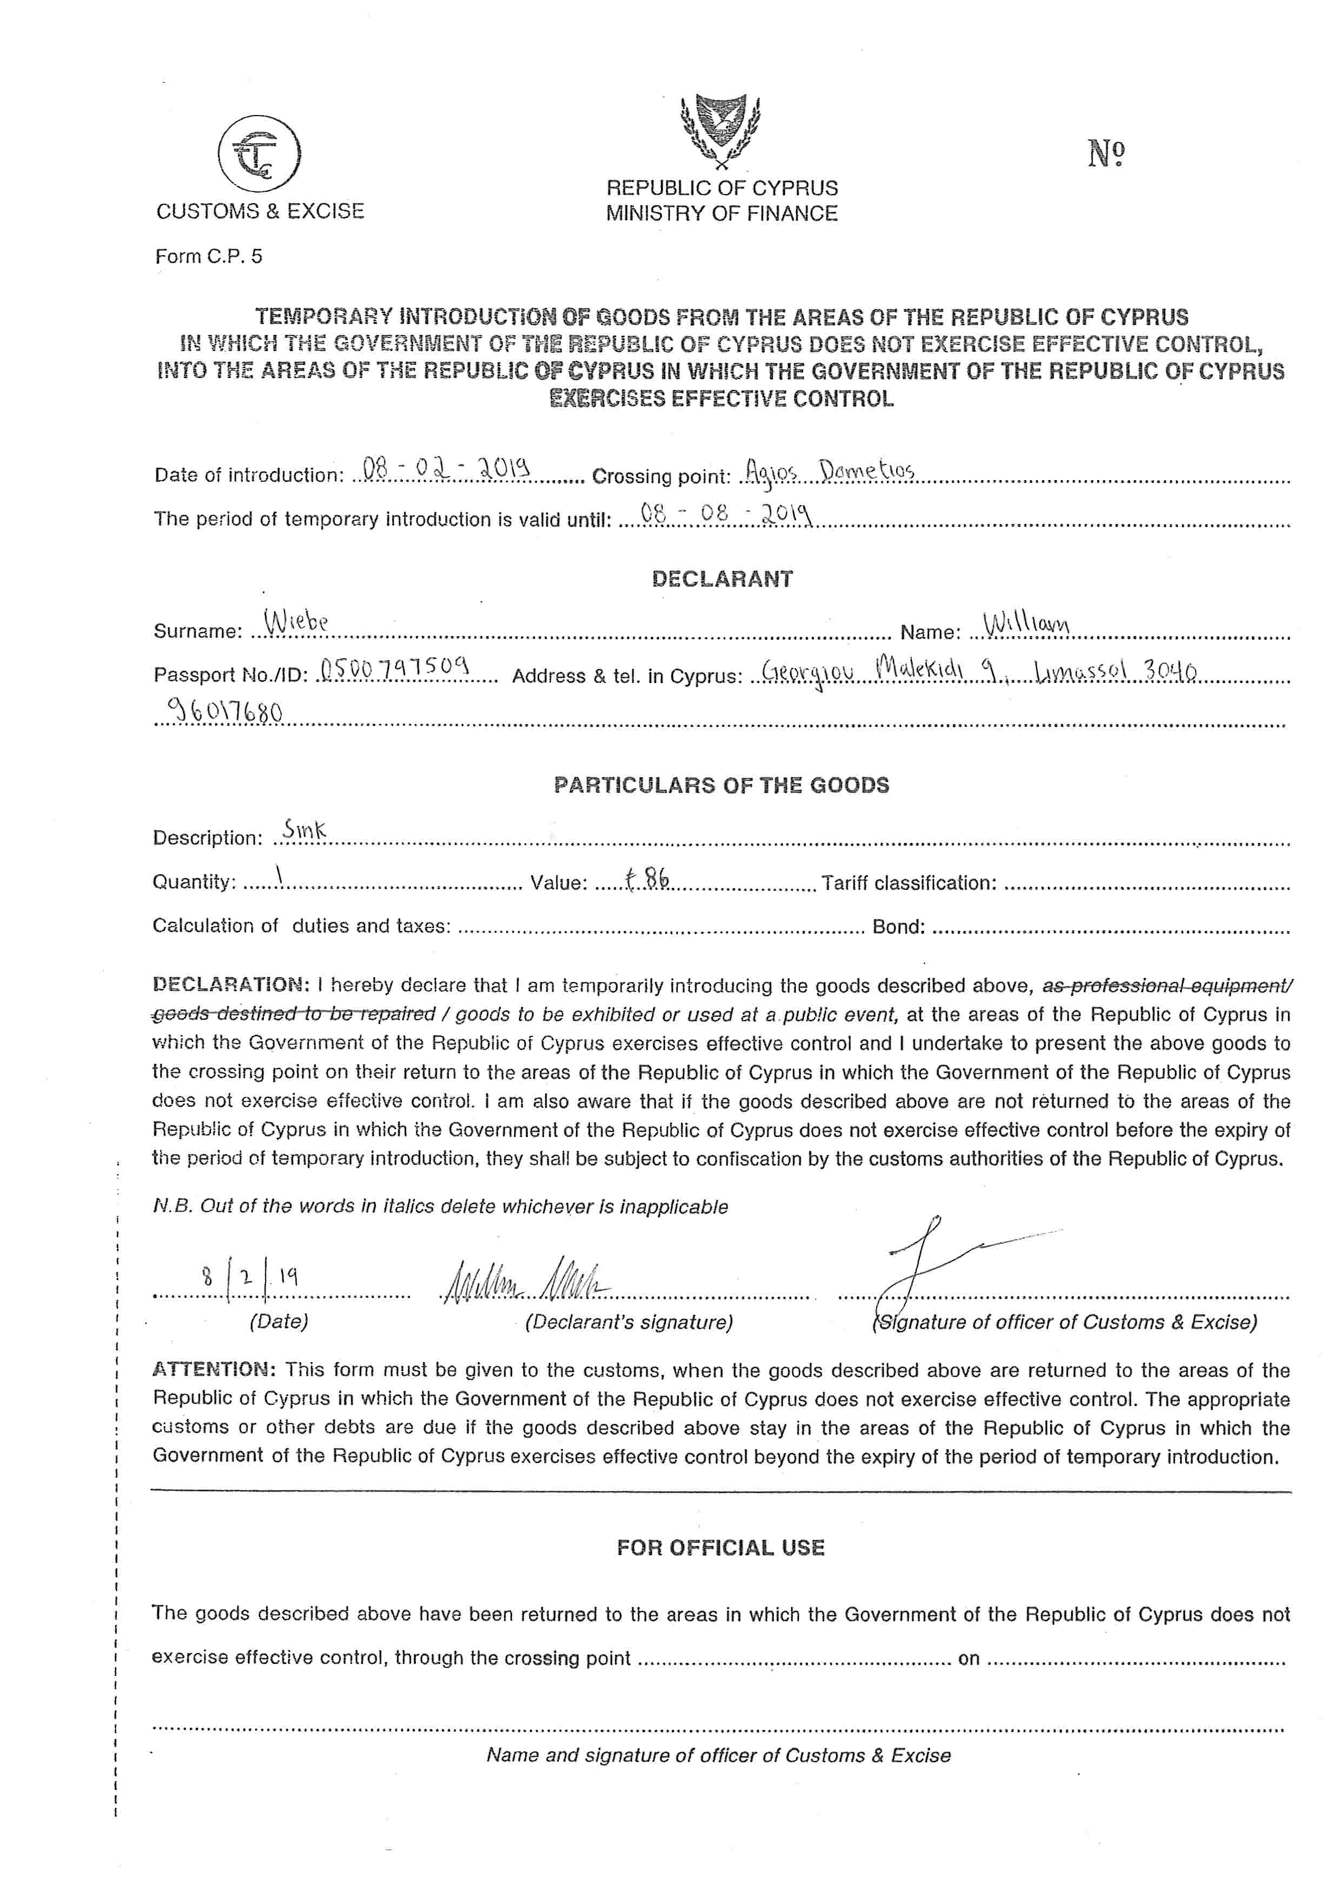 CUSTOMS & EXCISE
REPUBLIC OF CYPRUS
MINISTRY OF FINANCE
Nº
Form C.P. 5
TEMPORARY INTRODUCTION OF GOODS FROM THE AREAS OF THE REPUBLIC OF CYPRUS
IN WHICH THE GOVERNMENT OF THE REPUBLIC OF CYPRUS DOES NOT EXERCISE EFFECTIVE CONTROL,
INTO THE AREAS OF THE REPUBLIC OF CYPRUS IN WHICH THE GOVERNMENT OF THE REPUBLIC OF CYPRUS
EXERCISES EFFECTIVE CONTROL
Date of introduction: 08 - 02 - 2019 Crossing point: Agios Dometios
The period of temporary introduction is valid until: 08 - 08 - 2019
DECLARANT
Surname: Wiebe Name: William
Passport No./ID: 0500797509 Address & tel. in Cyprus: Georgiou Malekidi 9, Limassol 3040
96017680
PARTICULARS OF THE GOODS
Description: Sink
Quantity: 1 Value: €86 Tariff classification:
Calculation of duties and taxes: Bond:
DECLARATION: I hereby declare that I am temporarily introducing the goods described above, as professional equipment/
goods destined to be repaired / goods to be exhibited or used at a public event, at the areas of the Republic of Cyprus in
which the Government of the Republic of Cyprus exercises effective control and I undertake to present the above goods to
the crossing point on their return to the areas of the Republic of Cyprus in which the Government of the Republic of Cyprus
does not exercise effective control. I am also aware that if the goods described above are not returned to the areas of the
Republic of Cyprus in which the Government of the Republic of Cyprus does not exercise effective control before the expiry of
the period of temporary introduction, they shall be subject to confiscation by the customs authorities of the Republic of Cyprus.
N.B. Out of the words in italics delete whichever is inapplicable
8/2/19
(Date) (Declarant's signature) (Signature of officer of Customs & Excise)
ATTENTION: This form must be given to the customs, when the goods described above are returned to the areas of the
Republic of Cyprus in which the Government of the Republic of Cyprus does not exercise effective control. The appropriate
customs or other debts are due if the goods described above stay in the areas of the Republic of Cyprus in which the
Government of the Republic of Cyprus exercises effective control beyond the expiry of the period of temporary introduction.
FOR OFFICIAL USE
The goods described above have been returned to the areas in which the Government of the Republic of Cyprus does not
exercise effective control, through the crossing point on
Name and signature of officer of Customs & Excise